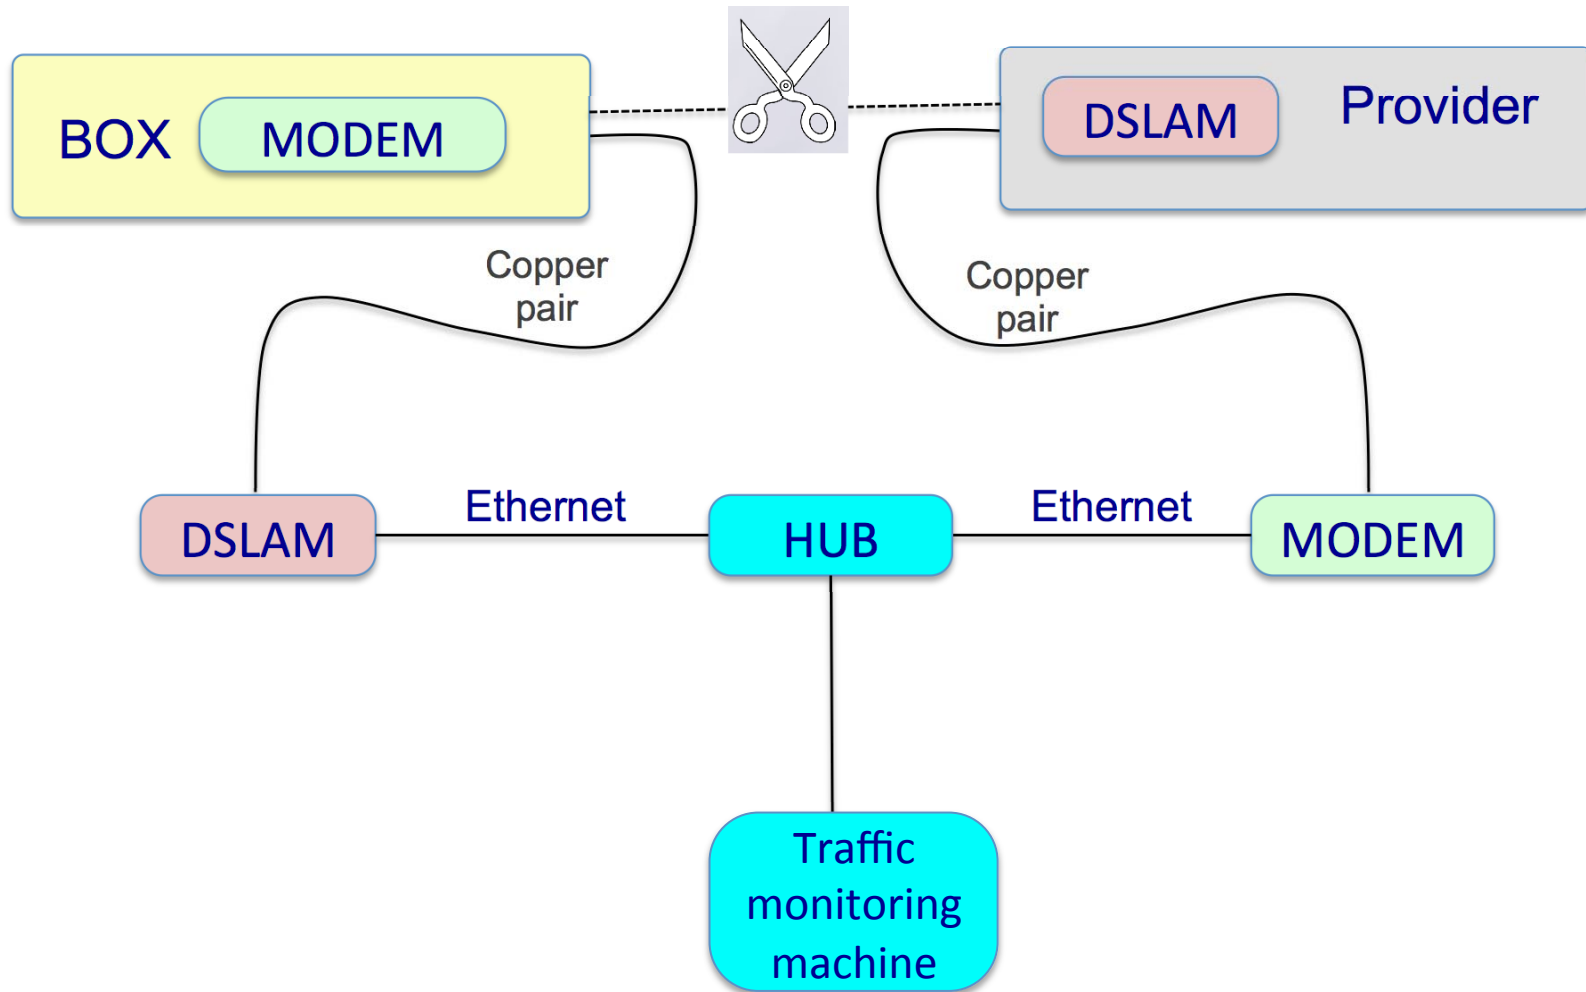 BOX
MODEM
DSLAM
Provider
Copper
pair
Copper
pair
DSLAM
Ethernet
HUB
Ethernet
MODEM
Traffic
monitoring
machine